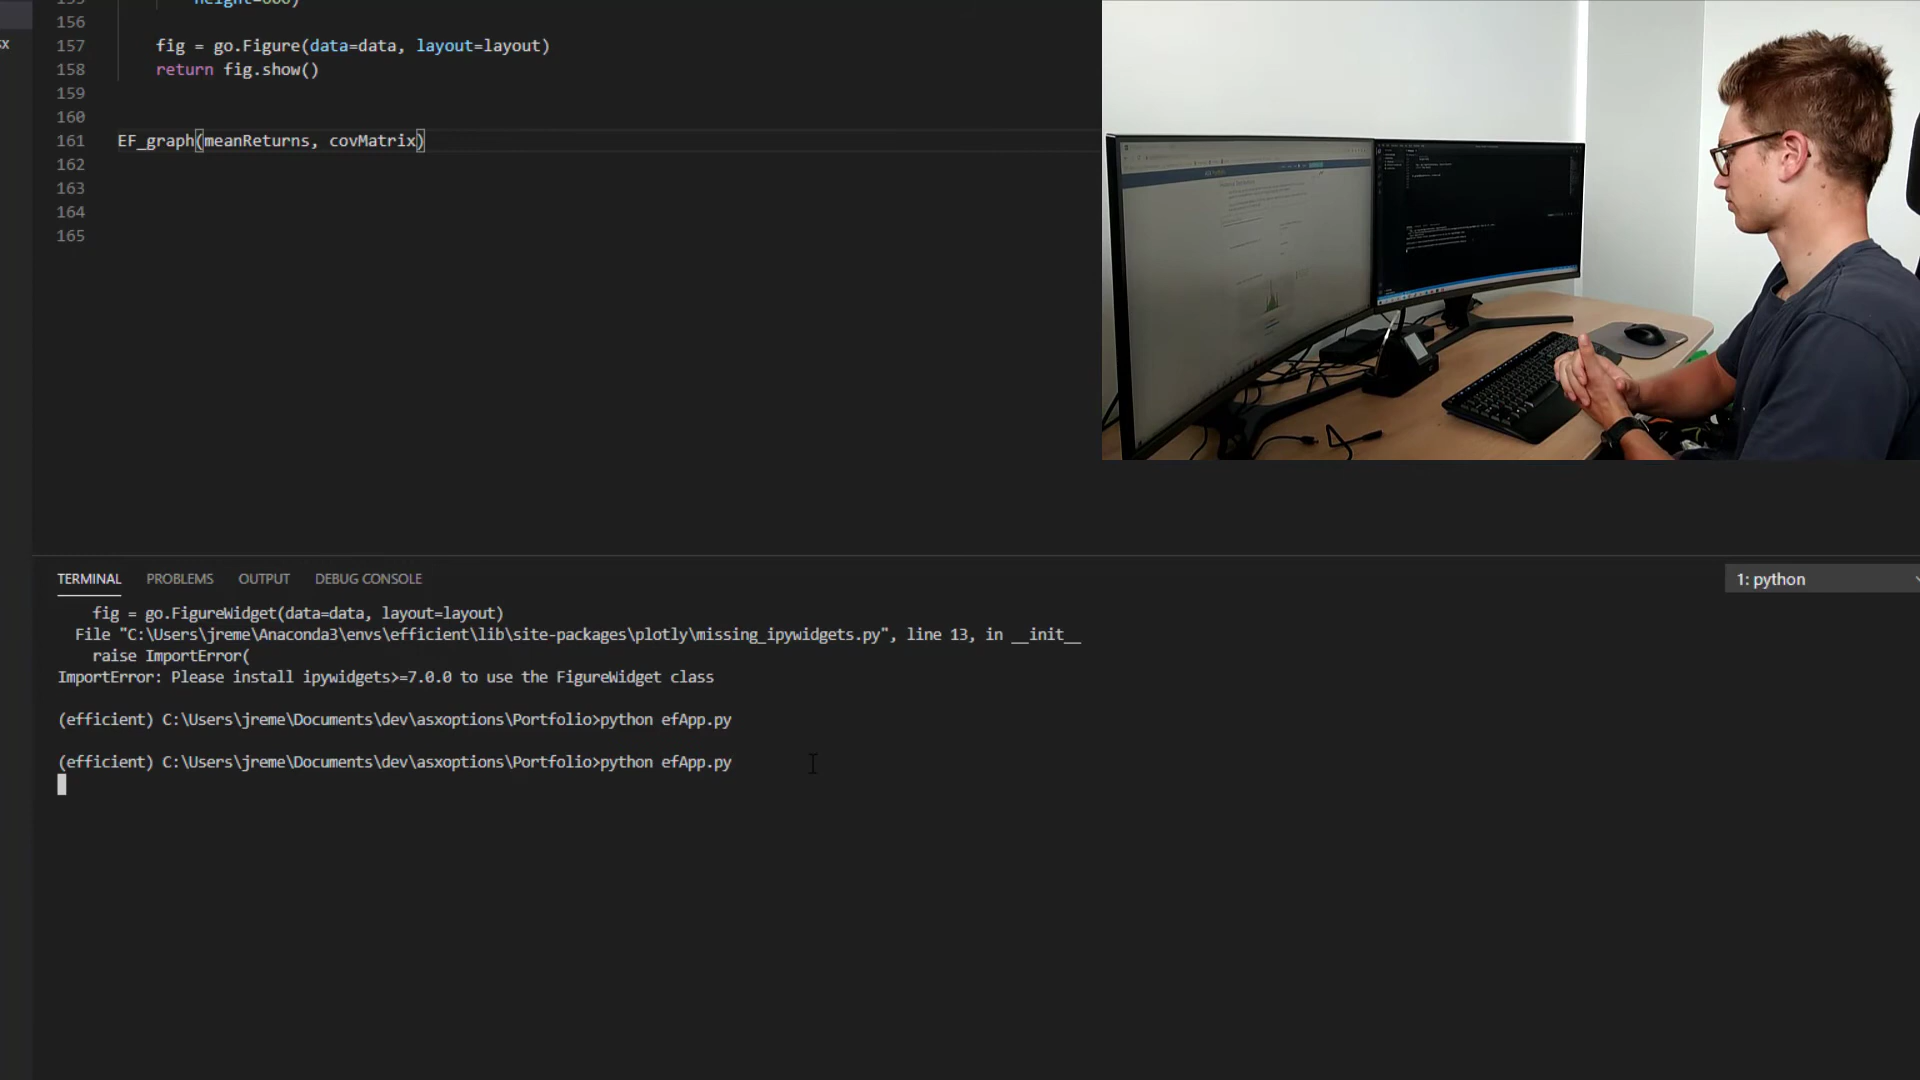 156
157 fig = go.Figure(data=data, layout=layout)
158 return fig.show()
159
160
161 EF_graph(meanReturns, covMatrix)
162
163
164
165
TERMINAL PROBLEMS OUTPUT DEBUG CONSOLE 1: python
fig = go.FigureWidget(data=data, layout=layout)
File "C:\Users\jreme\Anaconda3\envs\efficient\lib\site-packages\plotly\missing_ipywidgets.py", line 13, in __init__
raise ImportError(
ImportError: Please install ipywidgets>=7.0.0 to use the FigureWidget class
(efficient) C:\Users\jreme\Documents\dev\asxoptions\Portfolio>python efApp.py
(efficient) C:\Users\jreme\Documents\dev\asxoptions\Portfolio>python efApp.py